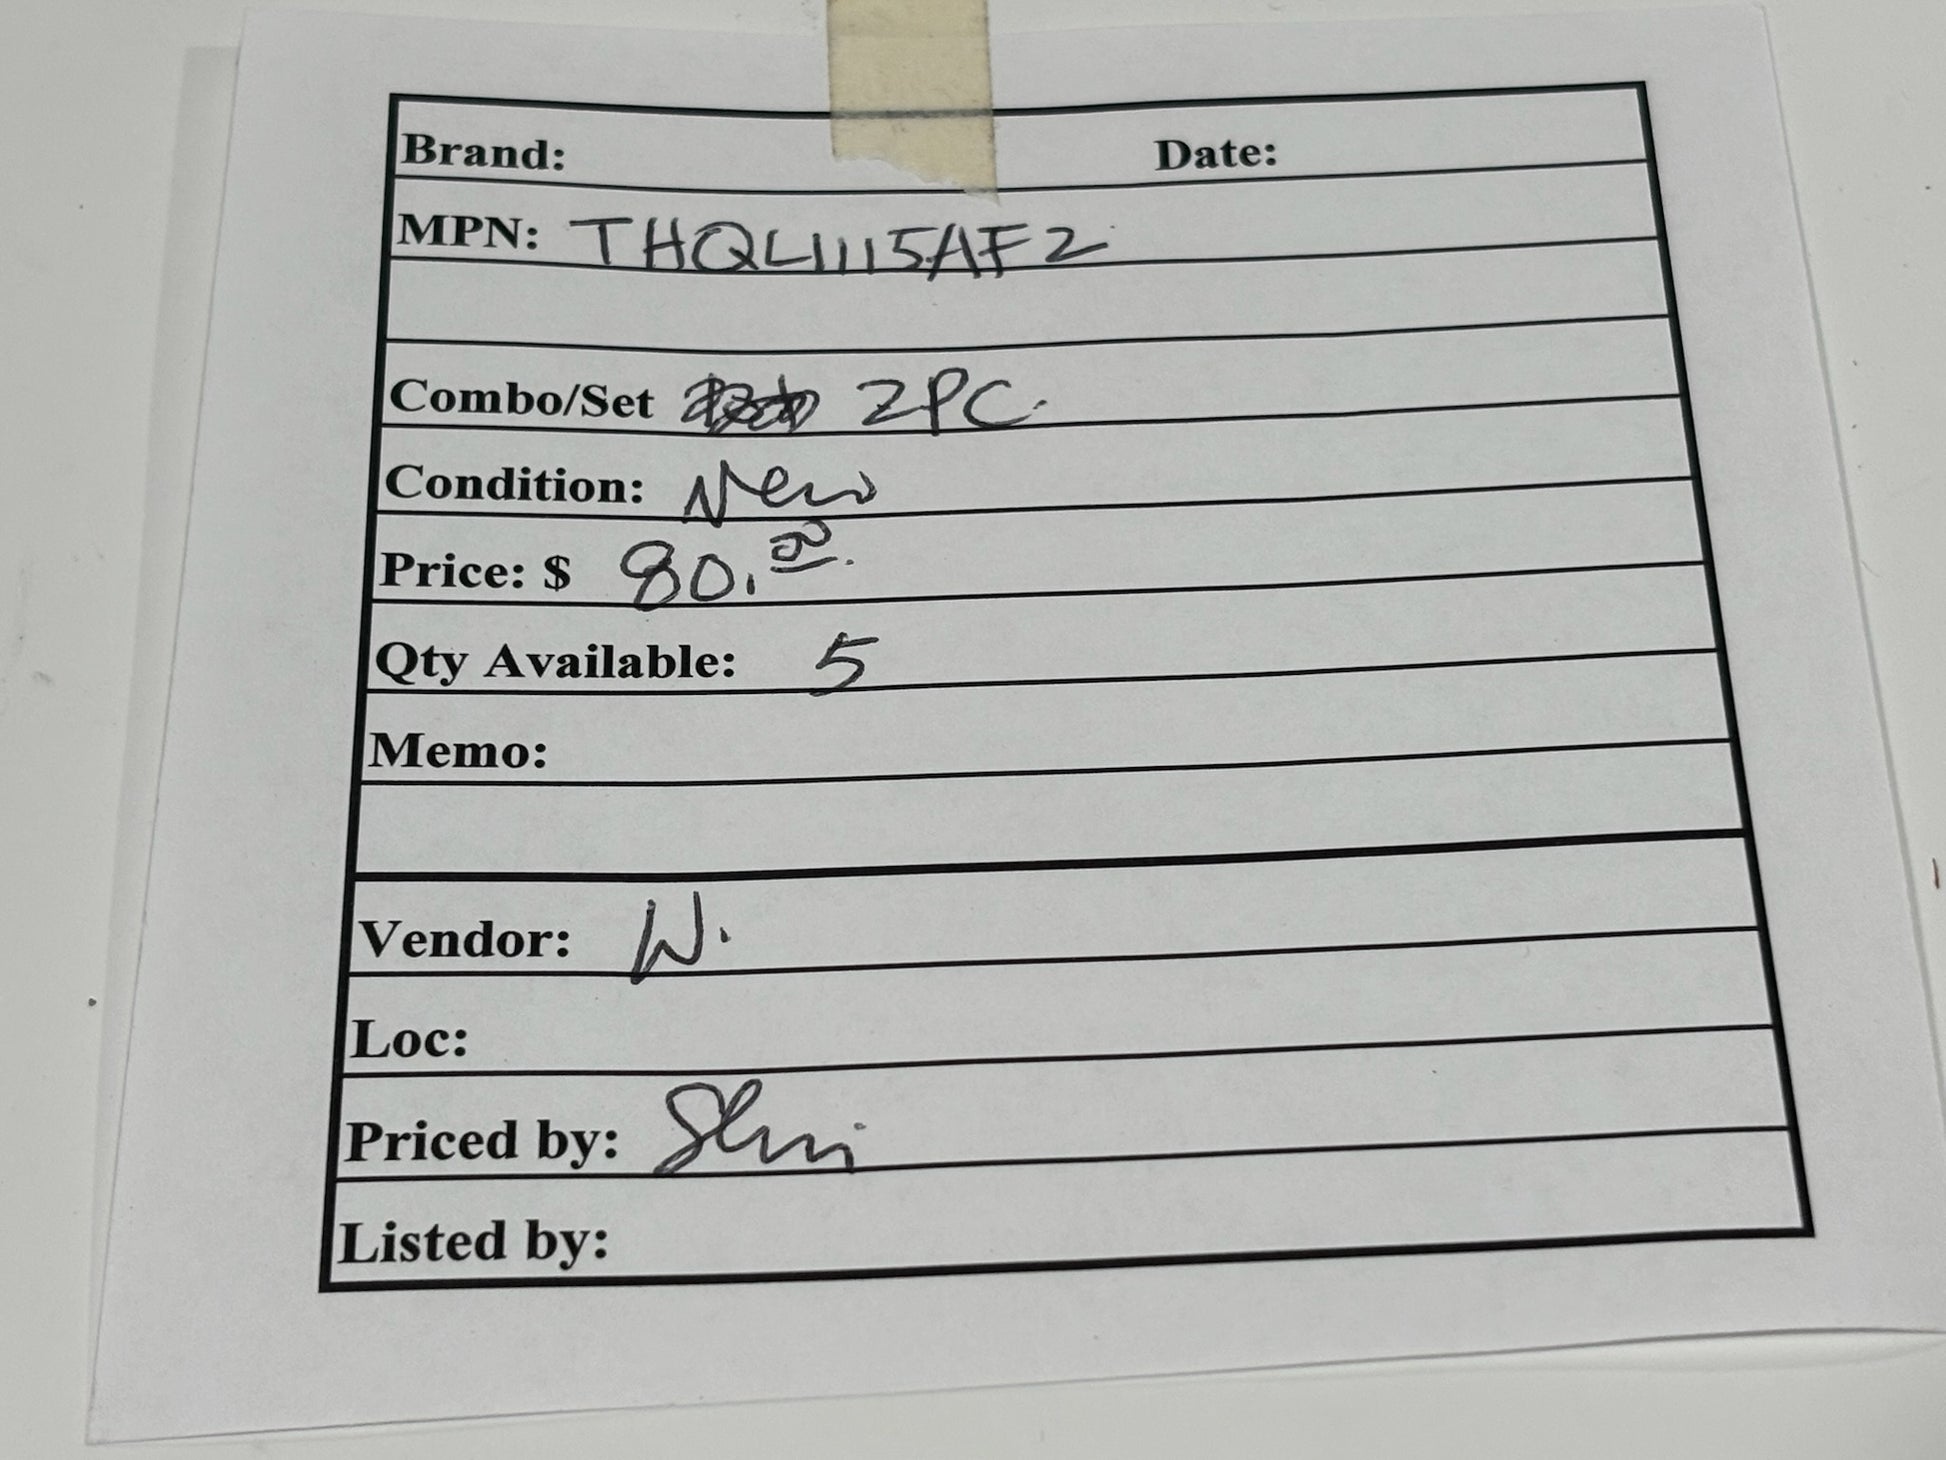 Brand: Date:
MPN: THQL1115AF2
Combo/Set 2PC.
Condition: New
Price: $ 80.00.
Qty Available: 5
Memo:
Vendor: W.
Loc:
Priced by:
Listed by: